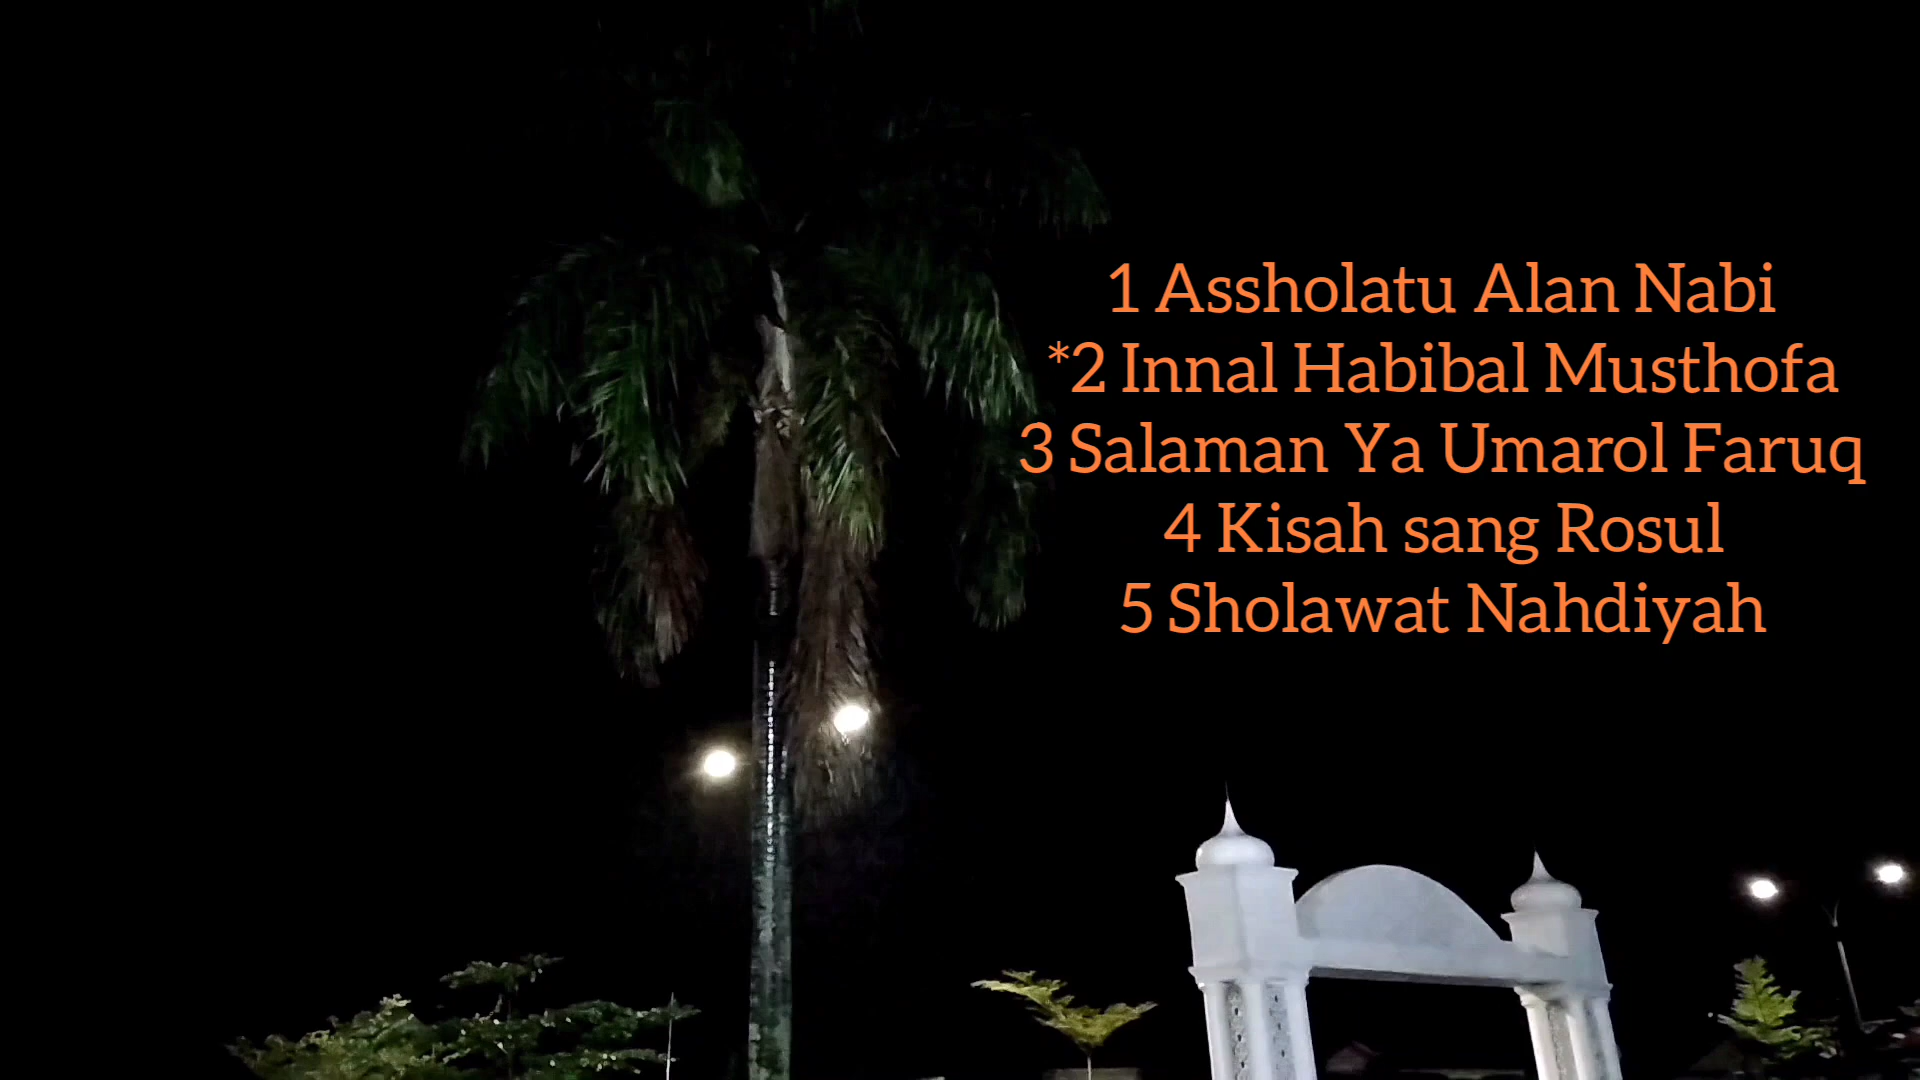 1 Assholatu Alan Nabi
*2 Innal Habibal Musthofa
3 Salaman Ya Umarol Faruq
4 Kisah sang Rosul
5 Sholawat Nahdiyah